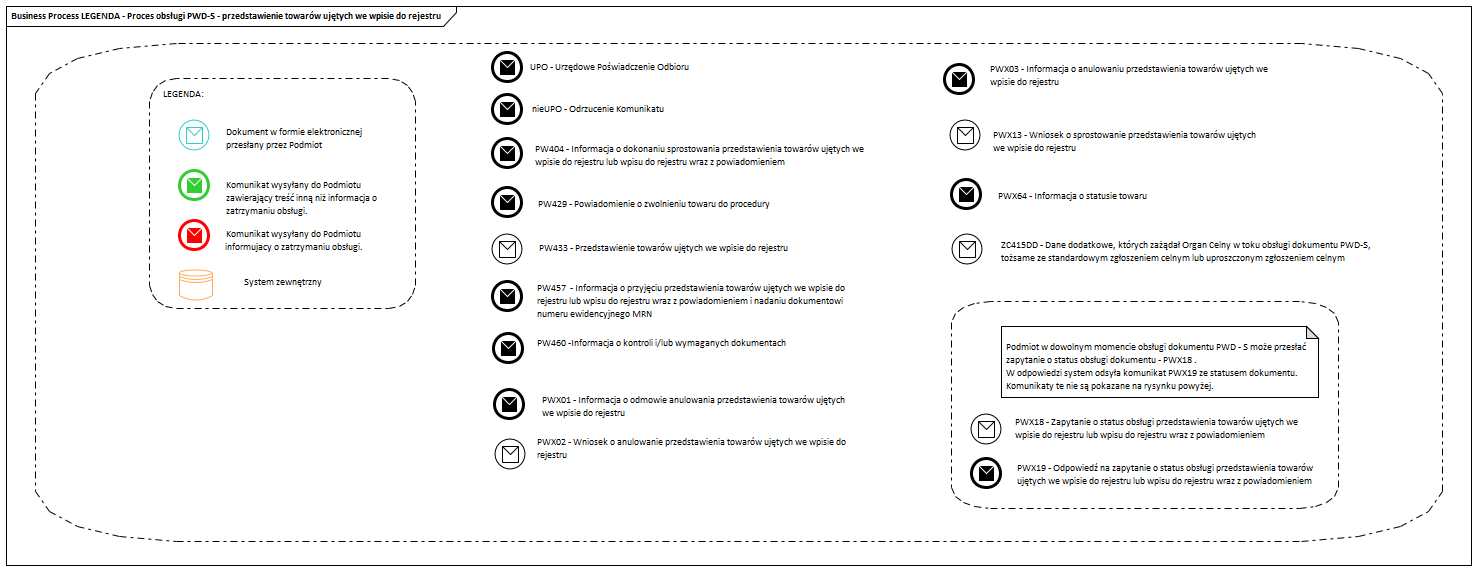 Business Process LEGENDA - Proces obsługi PWD-S - przedstawienie towarów ujętych we wpisie do rejestru
LEGENDA:
Dokument w formie elektronicznej
przesłany przez Podmiot
Komunikat wysyłany do Podmiotu
zawierający treść inną niż informacja o
zatrzymaniu obsługi.
Komunikat wysyłany do Podmiotu
informujacy o zatrzymaniu obsługi.
System zewnętrzny
UPO - Urzędowe Poświadczenie Odbioru
nieUPO - Odrzucenie Komunikatu
PW404 - Informacja o dokonaniu sprostowania przedstawienia towarów ujętych we
wpisie do rejestru lub wpisu do rejestru wraz z powiadomieniem
PW429 - Powiadomienie o zwolnieniu towaru do procedury
PW433 - Przedstawienie towarów ujętych we wpisie do rejestru
PW457 - Informacja o przyjęciu przedstawienia towarów ujętych we wpisie do
rejestru lub wpisu do rejestru wraz z powiadomieniem i nadaniu dokumentowi
numeru ewidencyjnego MRN
PW460 -Informacja o kontroli i/lub wymaganych dokumentach
PWX01 - Informacja o odmowie anulowania przedstawienia towarów ujętych
we wpisie do rejestru
PWX02 - Wniosek o anulowanie przedstawienia towarów ujętych we wpisie do
rejestru
PWX03 - Informacja o anulowaniu przedstawienia towarów ujętych we
wpisie do rejestru
PWX13 - Wniosek o sprostowanie przedstawienia towarów ujętych
we wpisie do rejestru
PWX64 - Informacja o statusie towaru
ZC415DD - Dane dodatkowe, których zażądał Organ Celny w toku obsługi dokumentu PWD-S,
tożsame ze standardowym zgłoszeniem celnym lub uproszczonym zgłoszeniem celnym
Podmiot w dowolnym momencie obsługi dokumentu PWD - S może przesłać
zapytanie o status obsługi dokumentu - PWX18 .
W odpowiedzi system odsyła komunikat PWX19 ze statusem dokumentu.
Komunikaty te nie są pokazane na rysynku powyżej.
PWX18 - Zapytanie o status obsługi przedstawienia towarów ujętych we
wpisie do rejestru lub wpisu do rejestru wraz z powiadomieniem
PWX19 - Odpowiedź na zapytanie o status obsługi przedstawienia towarów
ujętych we wpisie do rejestru lub wpisu do rejestru wraz z powiadomieniem